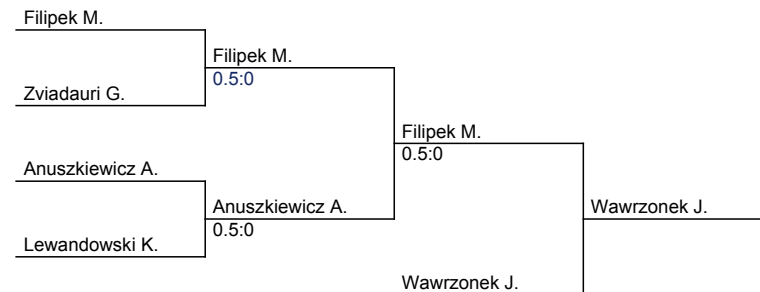 Filipek M.
Filipek M.
0.5:0
Zviadauri G.
Filipek M.
0.5:0
Anuszkiewicz A.
Anuszkiewicz A.
0.5:0
Wawrzonek J.
Lewandowski K.
Wawrzonek J.